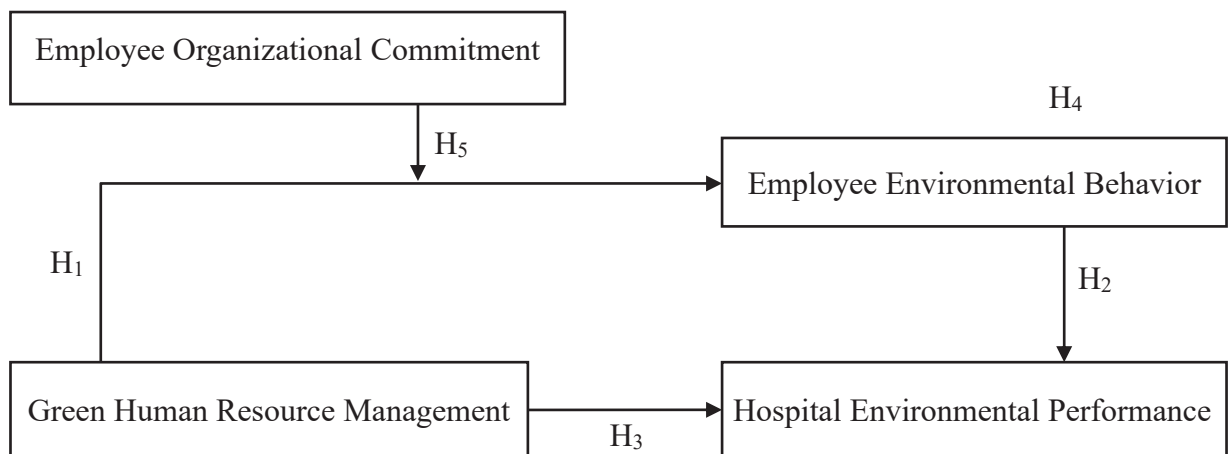 Employee Organizational Commitment
H₄
H₅
Employee Environmental Behavior
H₁
H₂
Green Human Resource Management
Hospital Environmental Performance
H₃